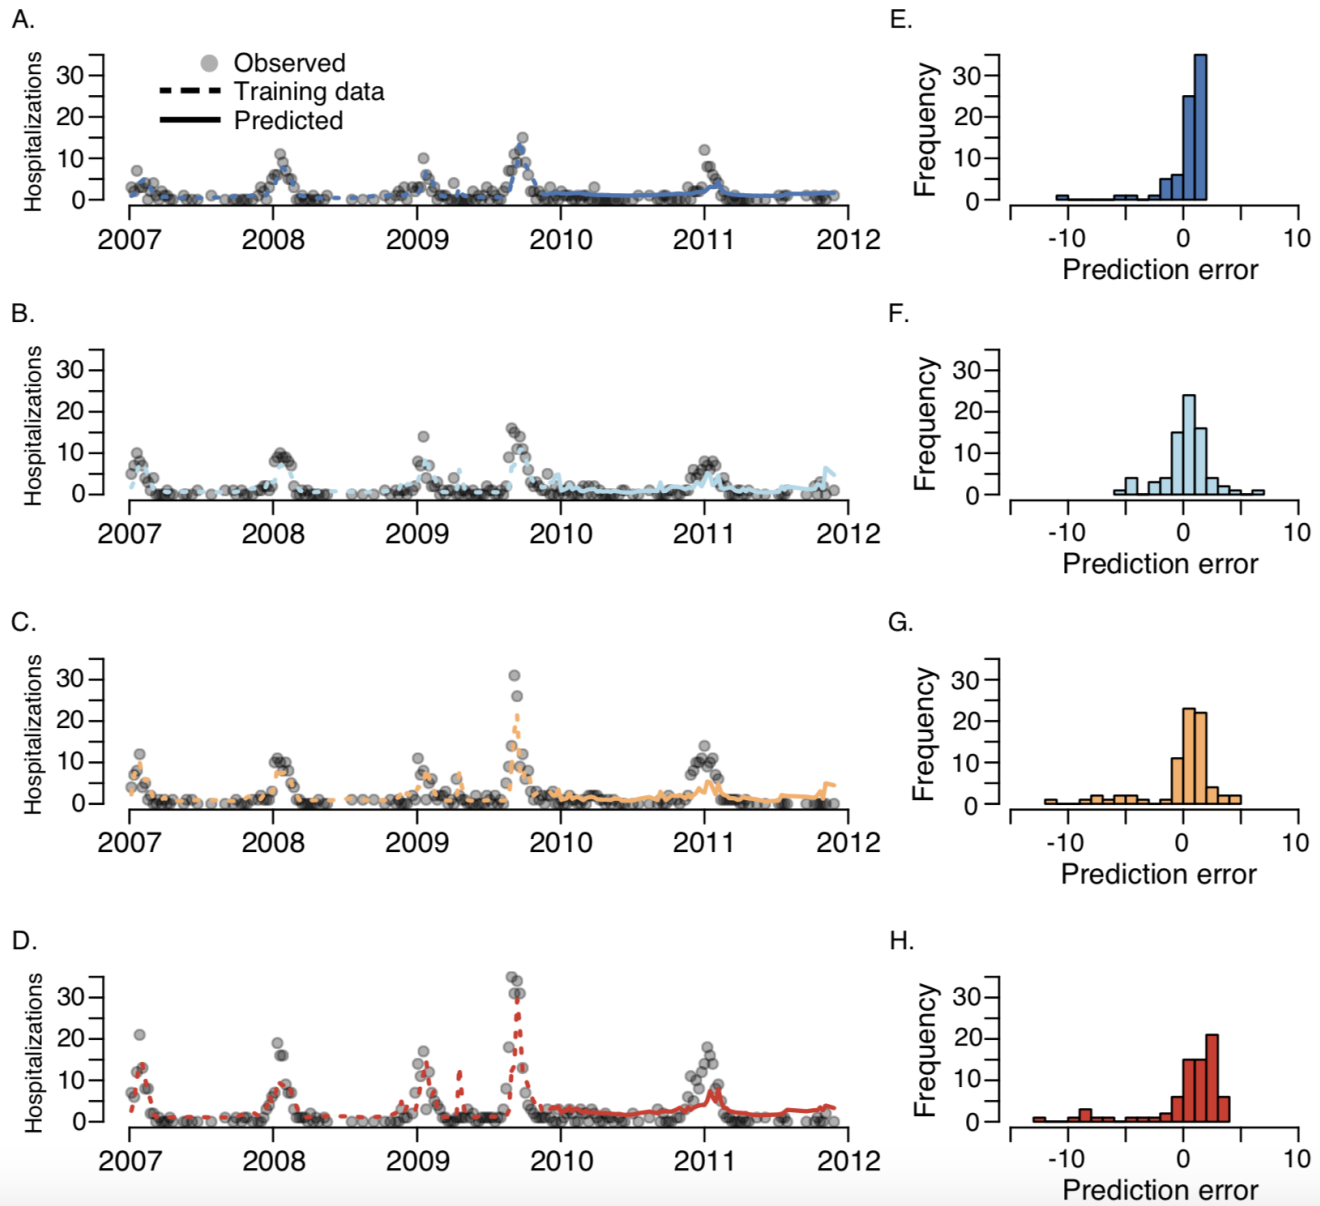 A.
Hospitalizations
30
20
10
0
Observed
Training data
Predicted
2007 2008 2009 2010 2011 2012
E.
Frequency
30
20
10
0
-10 0 10
Prediction error
B.
Hospitalizations
30
20
10
0
2007 2008 2009 2010 2011 2012
F.
Frequency
30
20
10
0
-10 0 10
Prediction error
C.
Hospitalizations
30
20
10
0
2007 2008 2009 2010 2011 2012
G.
Frequency
30
20
10
0
-10 0 10
Prediction error
D.
Hospitalizations
30
20
10
0
2007 2008 2009 2010 2011 2012
H.
Frequency
30
20
10
0
-10 0 10
Prediction error